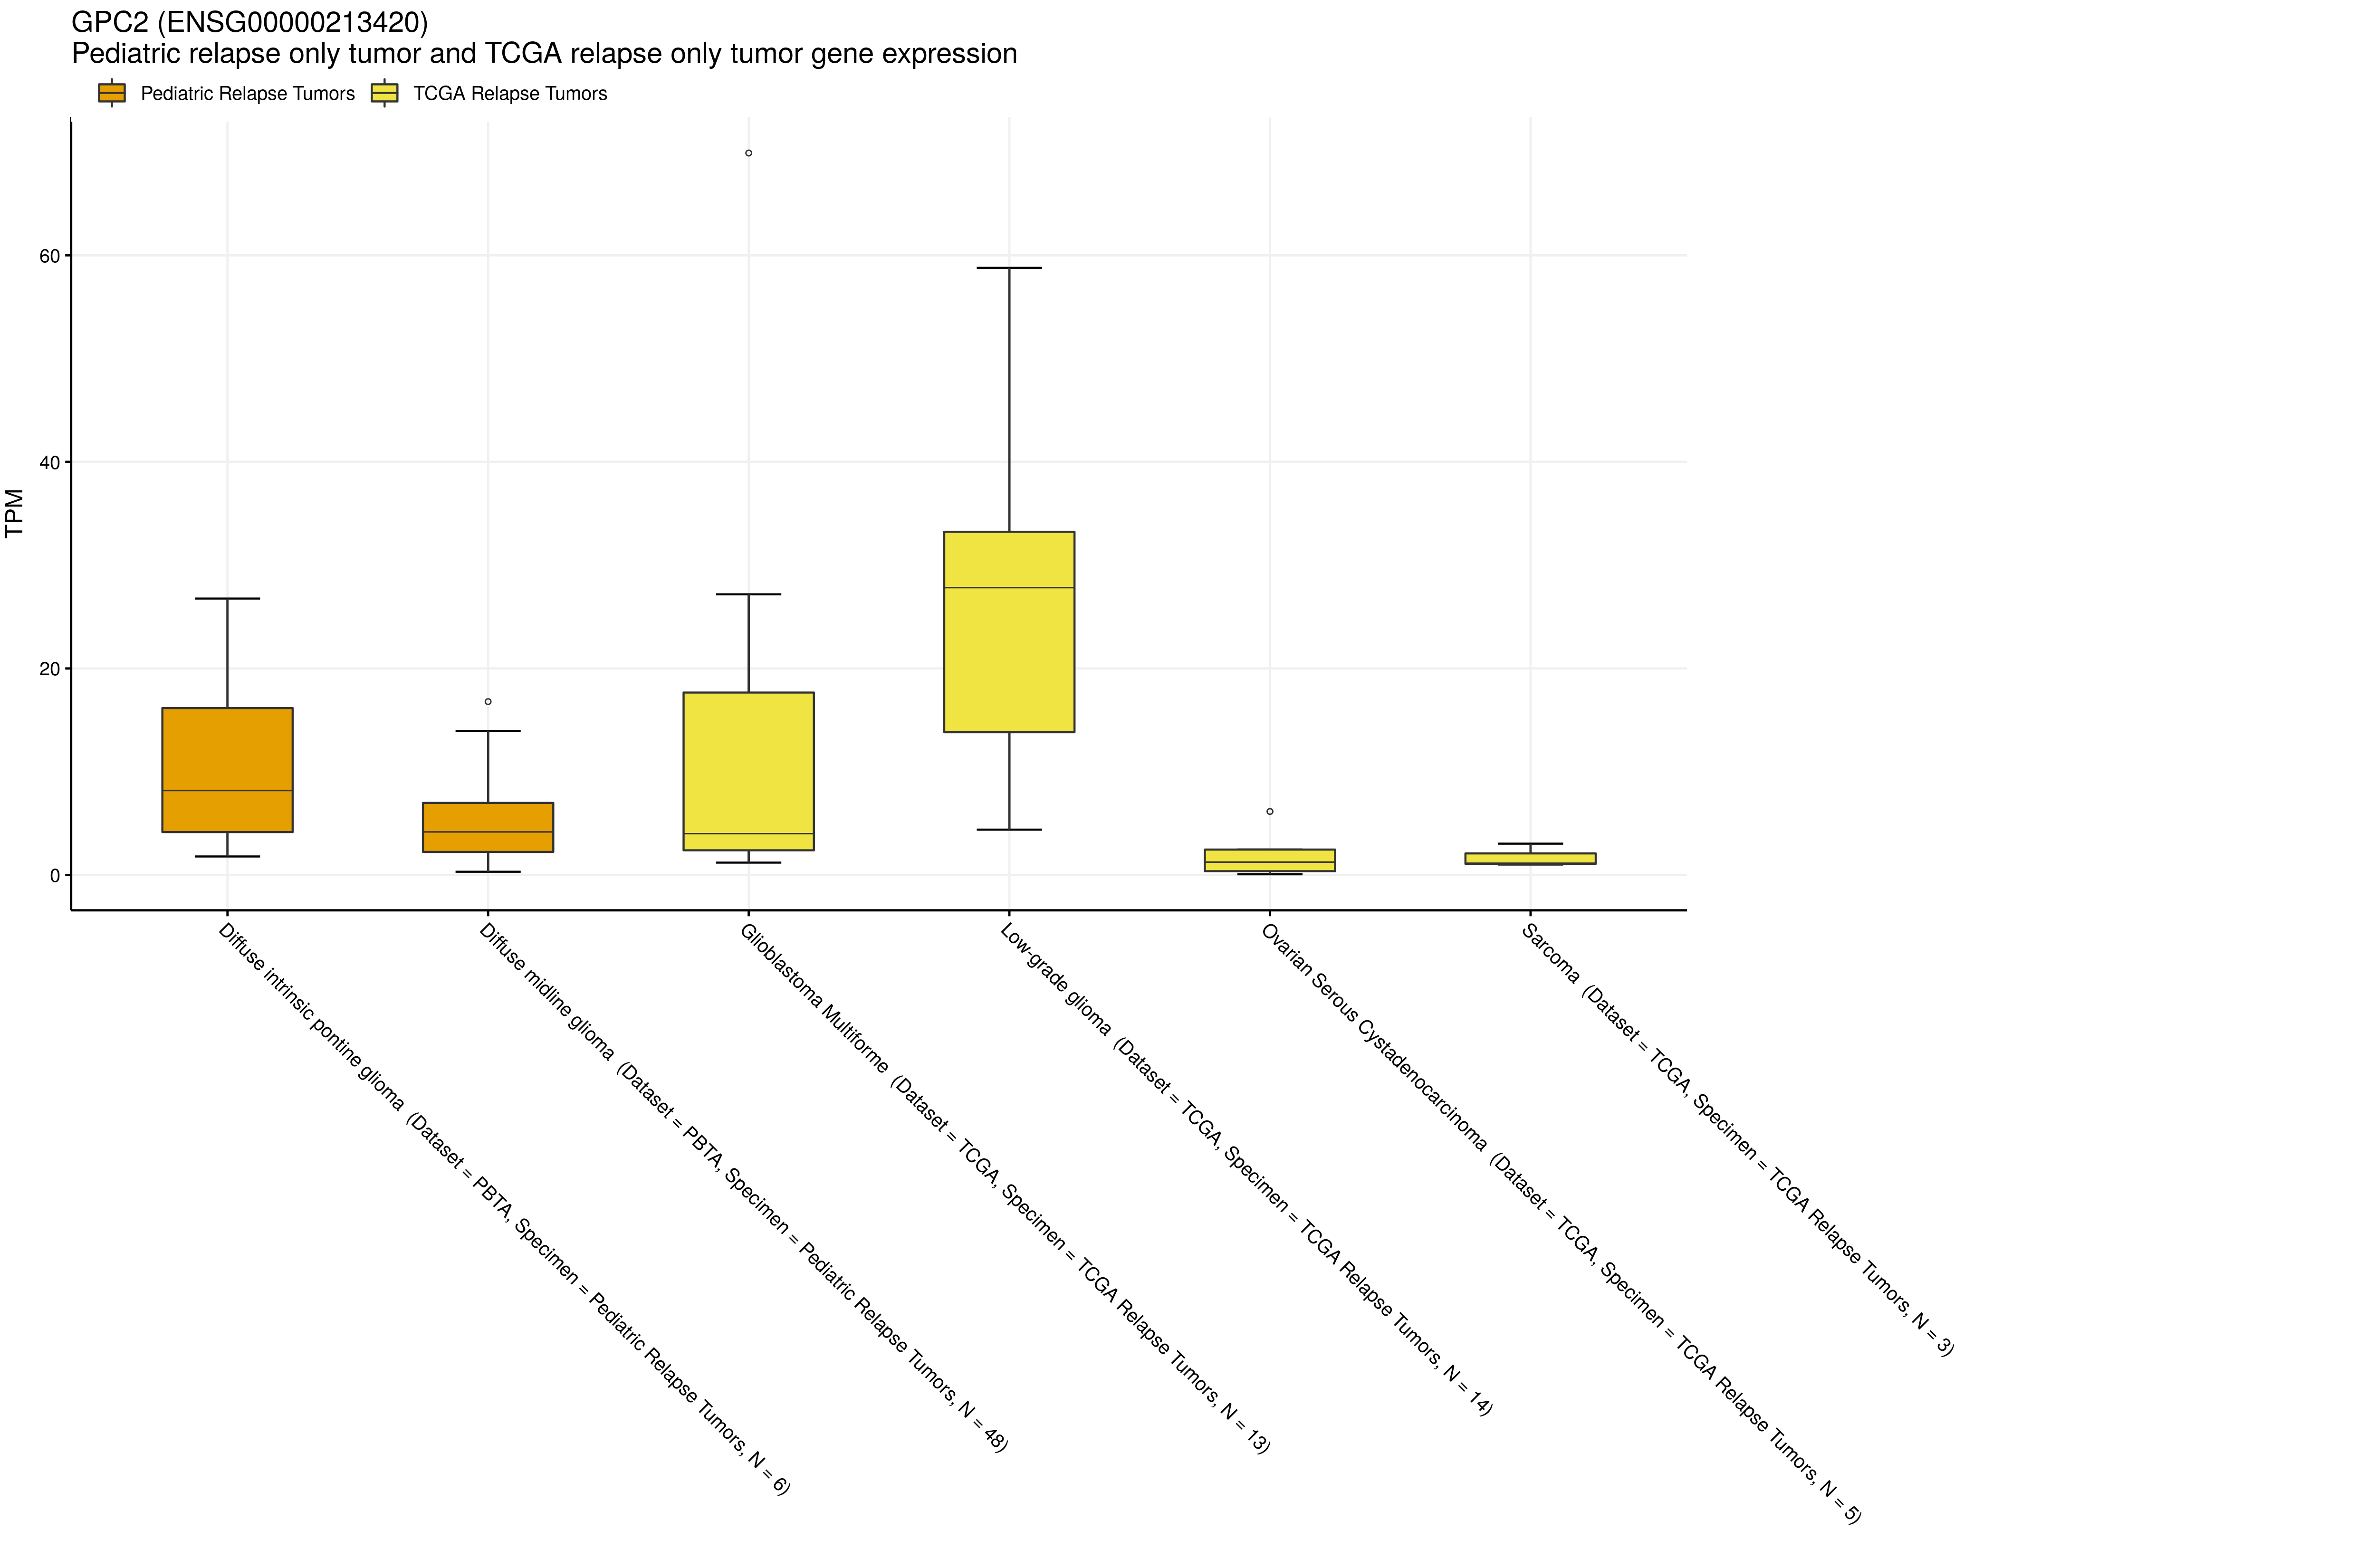 GPC2 (ENSG00000213420)
Pediatric relapse only tumor and TCGA relapse only tumor gene expression
Pediatric Relapse Tumors
TCGA Relapse Tumors
60
40
20
0
TPM
Diffuse intrinsic pontine glioma (Dataset = PBTA, Specimen = Pediatric Relapse Tumors, N = 6)
Diffuse midline glioma (Dataset = PBTA, Specimen = Pediatric Relapse Tumors, N = 48)
Glioblastoma Multiforme (Dataset = TCGA, Specimen = TCGA Relapse Tumors, N = 13)
Low-grade glioma (Dataset = TCGA, Specimen = TCGA Relapse Tumors, N = 14)
Ovarian Serous Cystadenocarcinoma (Dataset = TCGA, Specimen = TCGA Relapse Tumors, N = 5)
Sarcoma (Dataset = TCGA, Specimen = TCGA Relapse Tumors, N = 3)